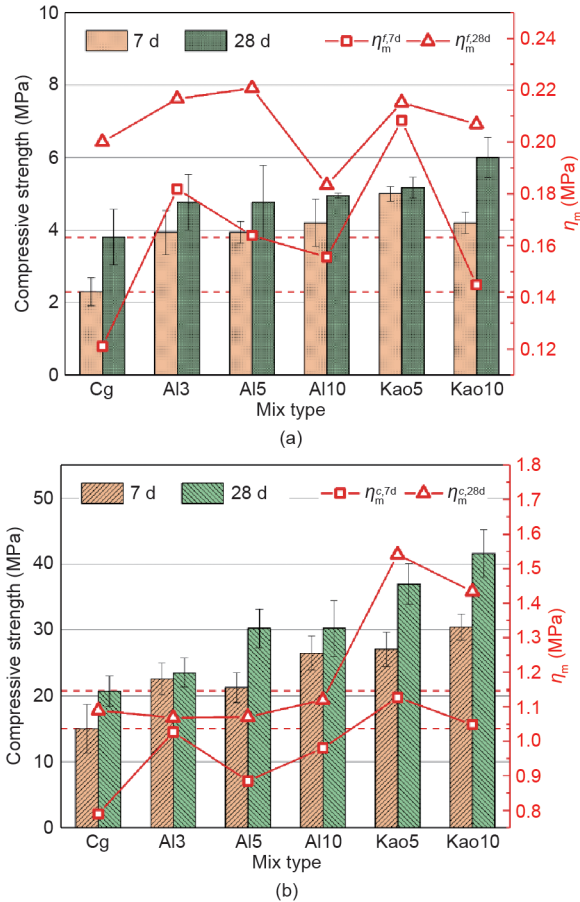 10
8
6
4
2
0
Compressive strength (MPa)
7 d
28 d
η_m^{f,7d}
η_m^{f,28d}
0.24
0.22
0.20
0.18
0.16
0.14
0.12
η_m (MPa)
Cg Al3 Al5 Al10 Kao5 Kao10
Mix type
(a)
50
40
30
20
10
0
Compressive strength (MPa)
7 d
28 d
η_m^{c,7d}
η_m^{c,28d}
1.8
1.7
1.6
1.5
1.4
1.3
1.2
1.1
1.0
0.9
0.8
η_m (MPa)
Cg Al3 Al5 Al10 Kao5 Kao10
Mix type
(b)